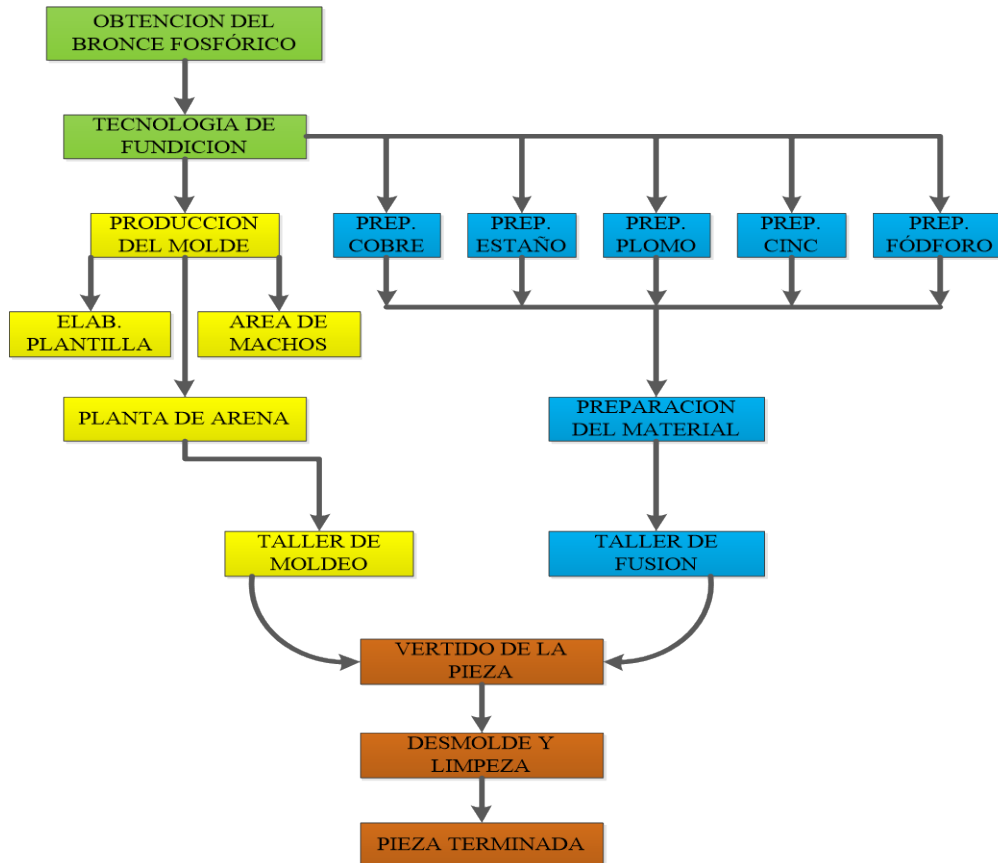 OBTENCION DEL
BRONCE FOSFÓRICO
TECNOLOGIA DE
FUNDICION
PRODUCCION
DEL MOLDE
PREP.
COBRE
PREP.
ESTAÑO
PREP.
PLOMO
PREP.
CINC
PREP.
FÓDFORO
ELAB.
PLANTILLA
AREA DE
MACHOS
PLANTA DE ARENA
PREPARACION
DEL MATERIAL
TALLER DE
MOLDEO
TALLER DE
FUSION
VERTIDO DE LA
PIEZA
DESMOLDE Y
LIMPEZA
PIEZA TERMINADA